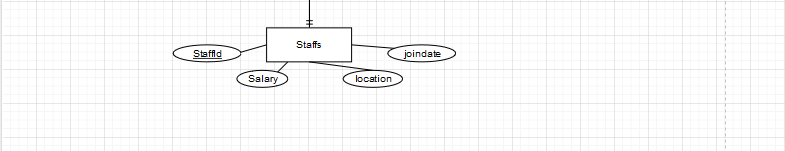 Staffs
StaffId
joindate
Salary
location